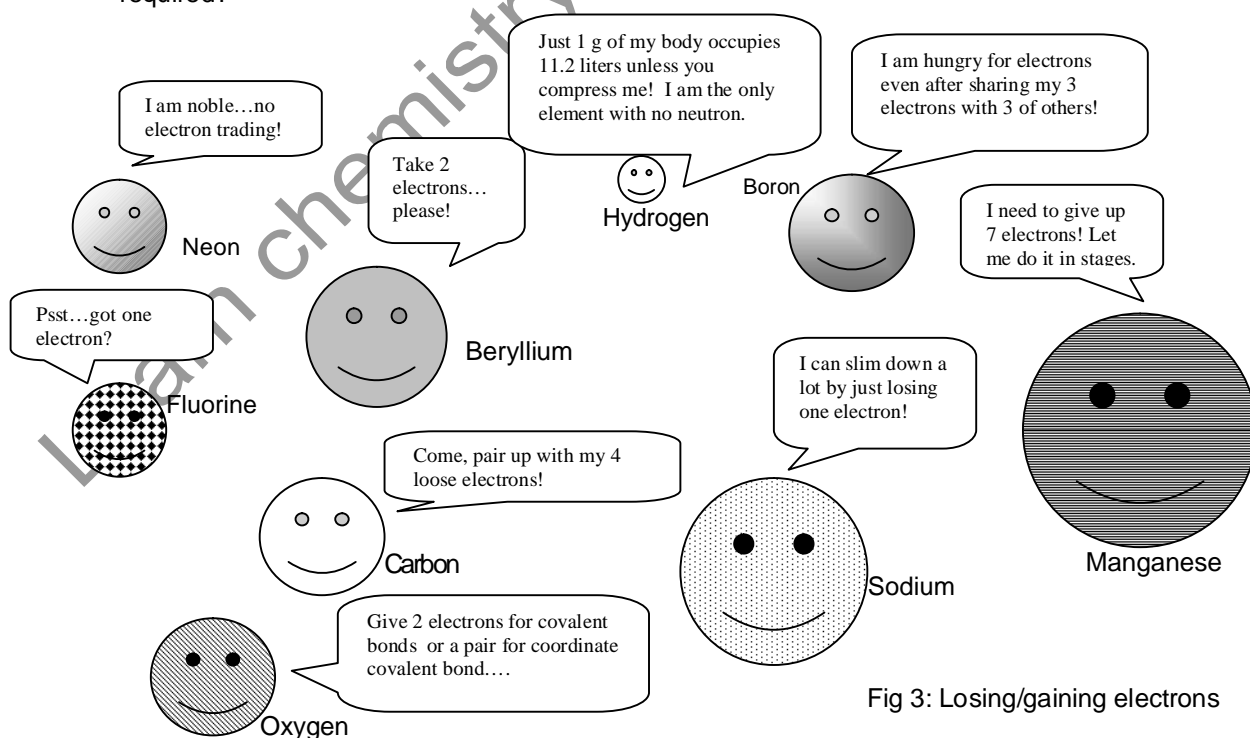 required?
Just 1 g of my body occupies
11.2 liters unless you
compress me! I am the only
element with no neutron.
I am hungry for electrons
even after sharing my 3
electrons with 3 of others!
I am noble…no
electron trading!
Take 2
electrons…
please!
Hydrogen
Boron
I need to give up
7 electrons! Let
me do it in stages.
Neon
Psst…got one
electron?
Beryllium
Fluorine
I can slim down a
lot by just losing
one electron!
Come, pair up with my 4
loose electrons!
Carbon
Sodium
Manganese
Give 2 electrons for covalent
bonds or a pair for coordinate
covalent bond….
Oxygen
Fig 3: Losing/gaining electrons
chemistry